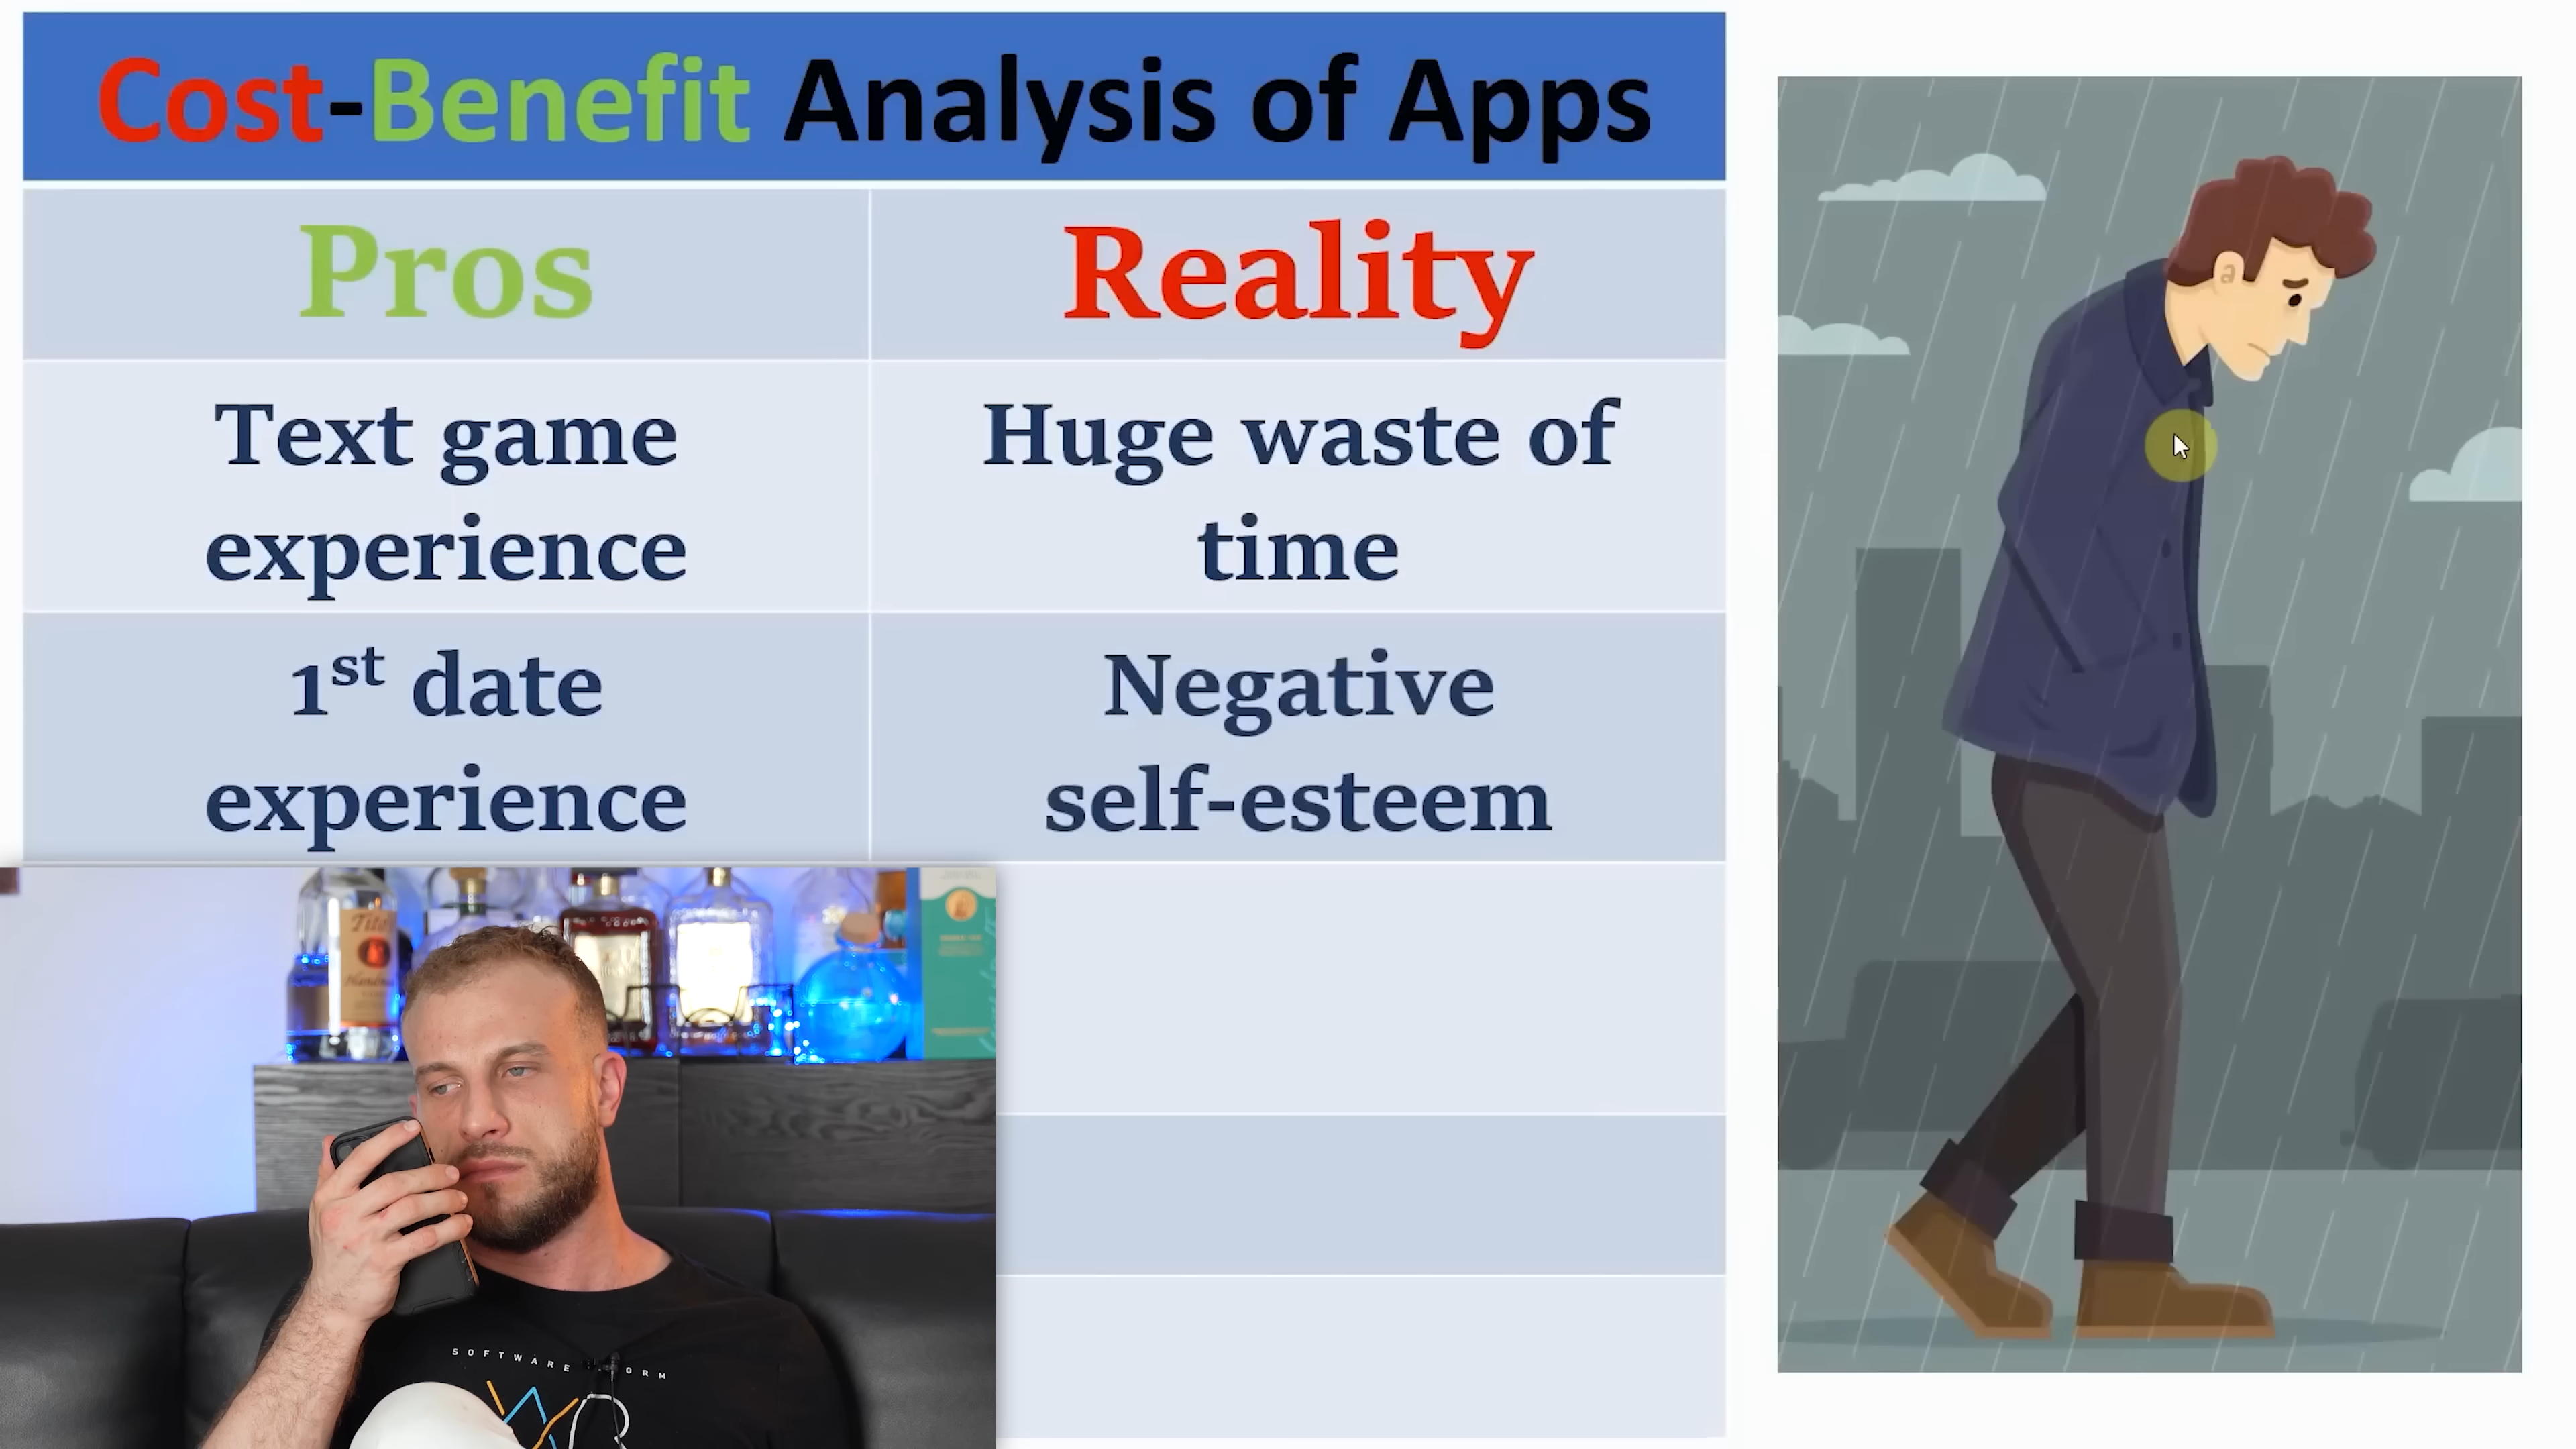 Cost-Benefit Analysis of Apps
Pros
Reality
Text game
experience
Huge waste of
time
1st date
experience
Negative
self-esteem
Tito
SOFTWARE